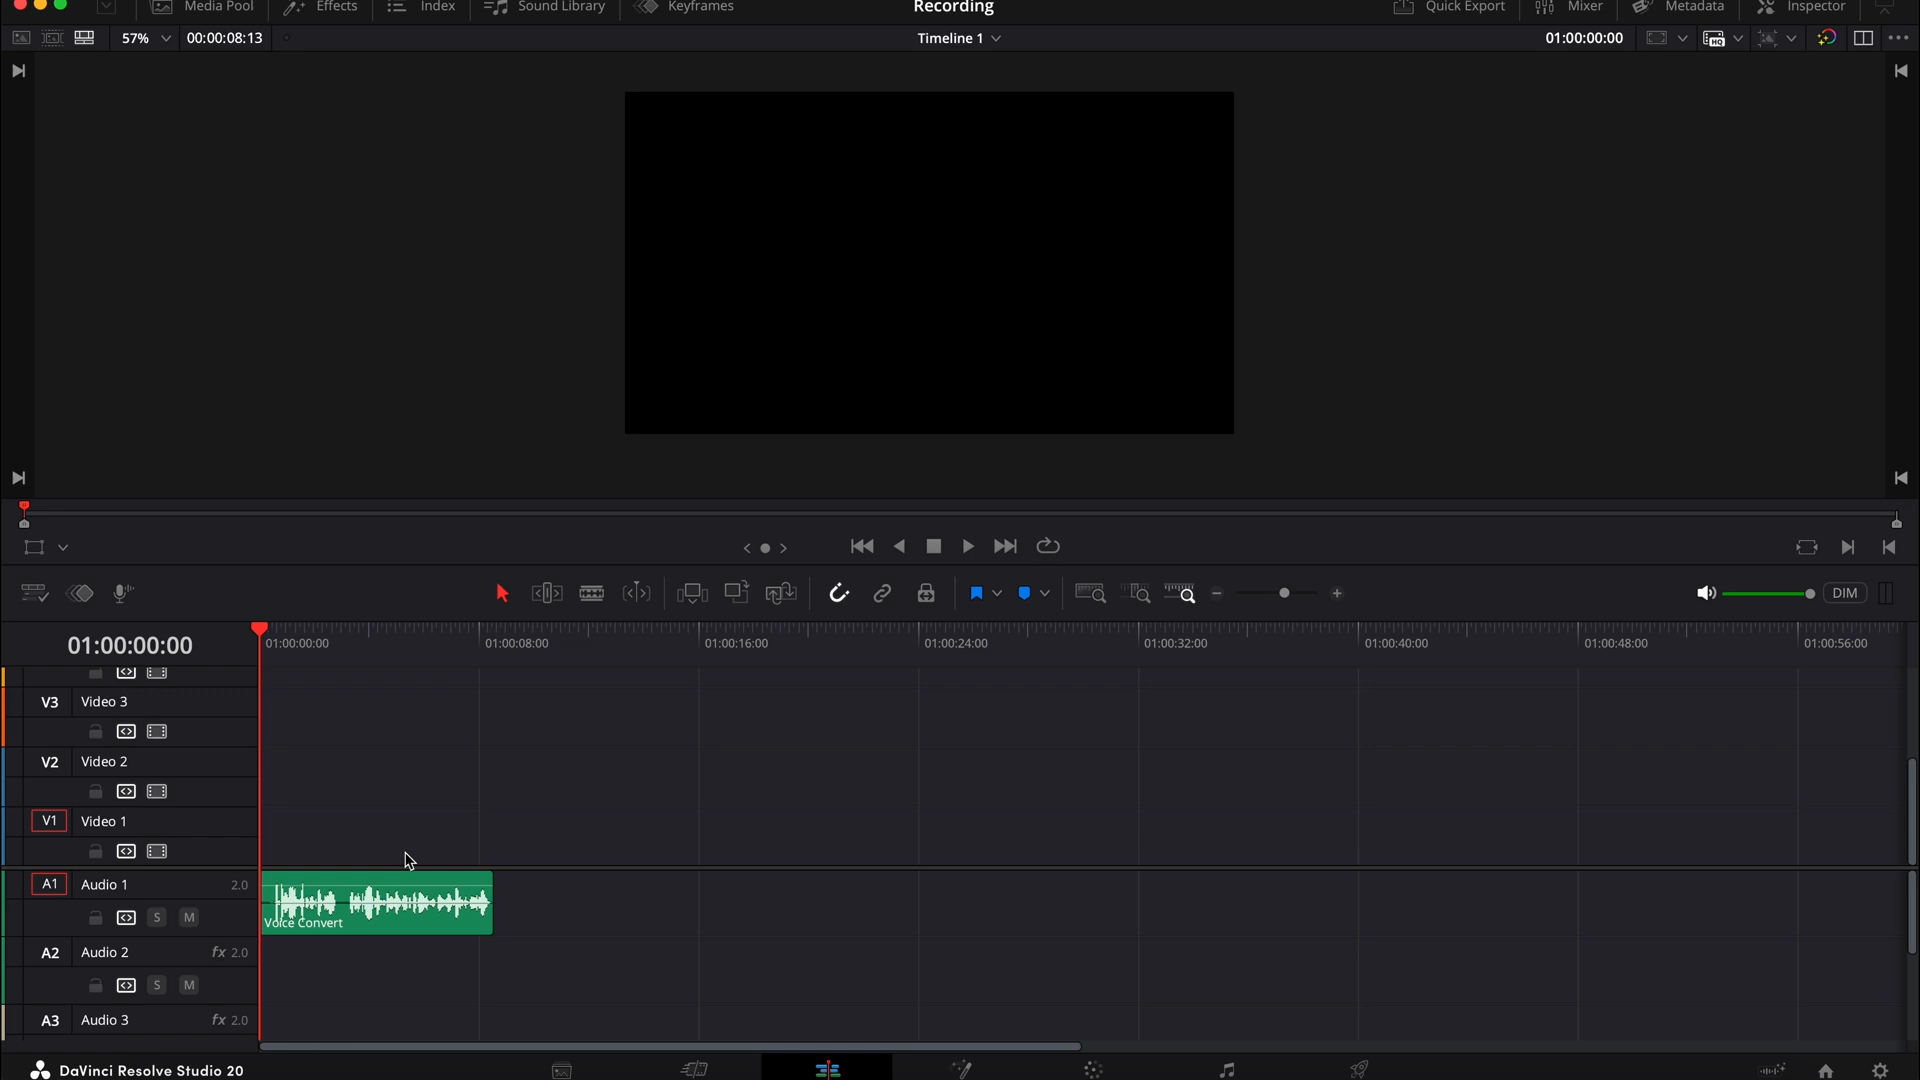 Media Pool
Effects
Index
Sound Library
Keyframes
Recording
Quick Export
Mixer
Metadata
Inspector
57%
00:00:08:13
Timeline 1
01:00:00:00
HQ
DIM
01:00:00:00
01:00:00:00
01:00:08:00
01:00:16:00
01:00:24:00
01:00:32:00
01:00:40:00
01:00:48:00
01:00:56:00
V3 Video 3
V2 Video 2
V1 Video 1
A1 Audio 1 2.0
S M
Voice Convert
A2 Audio 2 fx 2.0
S M
A3 Audio 3 fx 2.0
DaVinci Resolve Studio 20